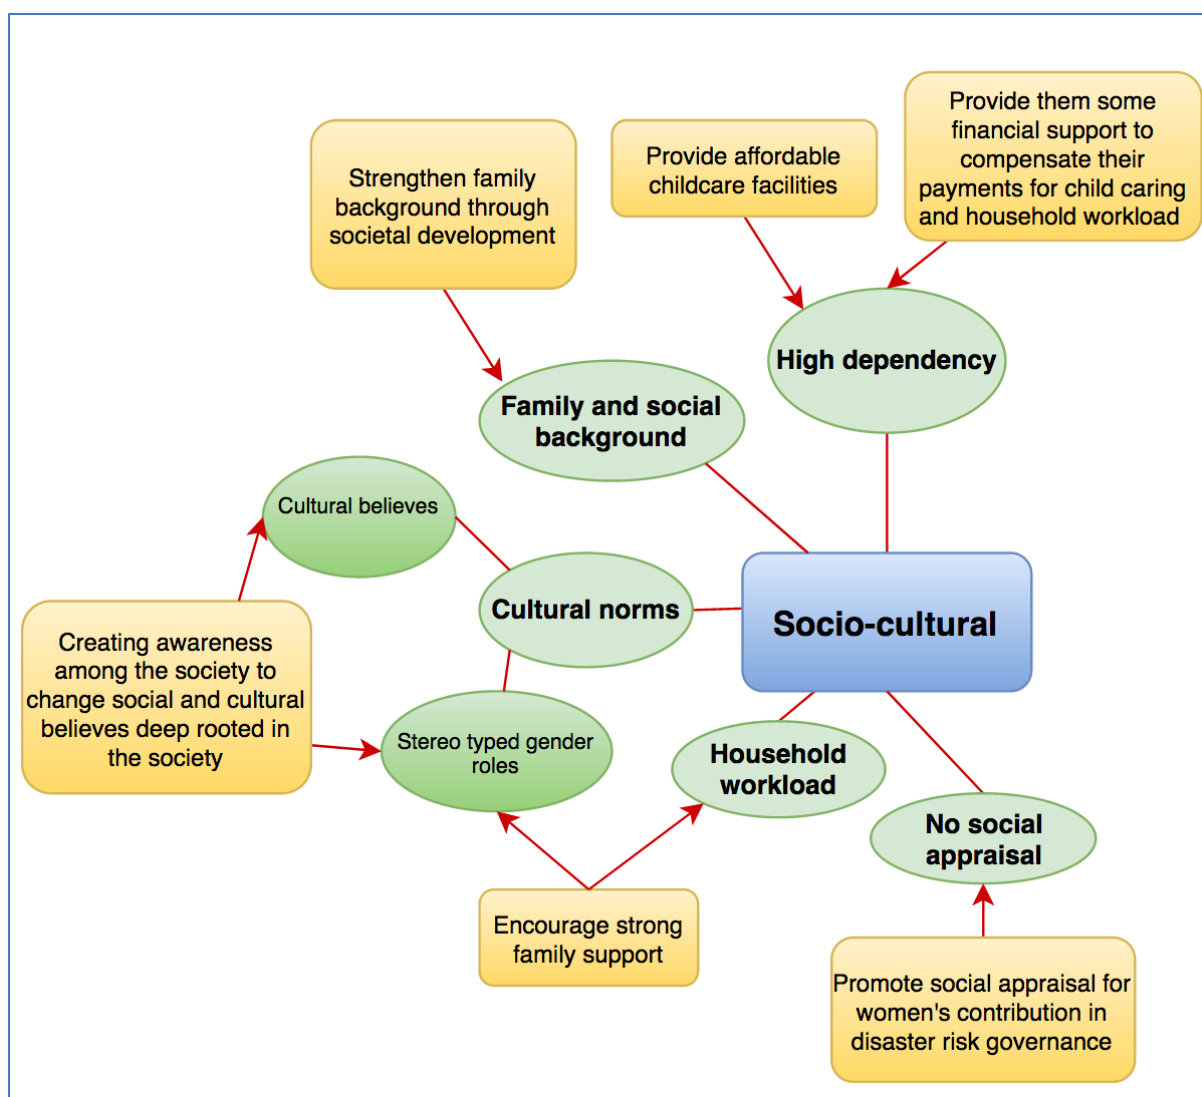 Provide them some
financial support to
compensate their
payments for child caring
and household workload
Provide affordable
childcare facilities
Strengthen family
background through
societal development
High dependency
Family and social
background
Cultural believes
Cultural norms
Socio-cultural
Creating awareness
among the society to
change social and cultural
believes deep rooted in
the society
Stereo typed gender
roles
Household
workload
No social
appraisal
Encourage strong
family support
Promote social appraisal for
women's contribution in
disaster risk governance